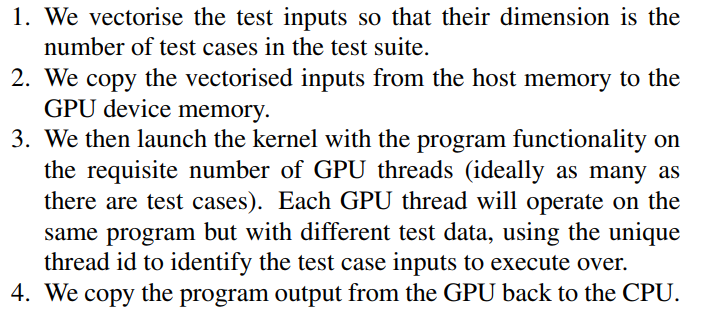 1. We vectorise the test inputs so that their dimension is the
number of test cases in the test suite.
2. We copy the vectorised inputs from the host memory to the
GPU device memory.
3. We then launch the kernel with the program functionality on
the requisite number of GPU threads (ideally as many as
there are test cases). Each GPU thread will operate on the
same program but with different test data, using the unique
thread id to identify the test case inputs to execute over.
4. We copy the program output from the GPU back to the CPU.